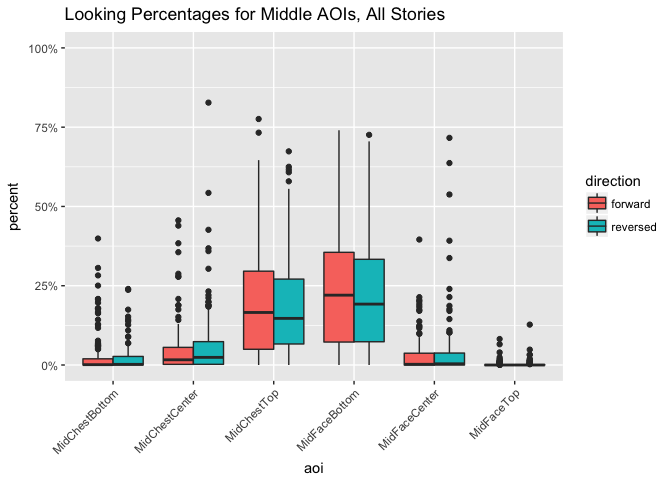 Looking Percentages for Middle AOIs, All Stories
100%
75%
50%
25%
0%
percent
MidChestBottom
MidChestCenter
MidChestTop
MidFaceBottom
MidFaceCenter
MidFaceTop
aoi
direction
forward
reversed